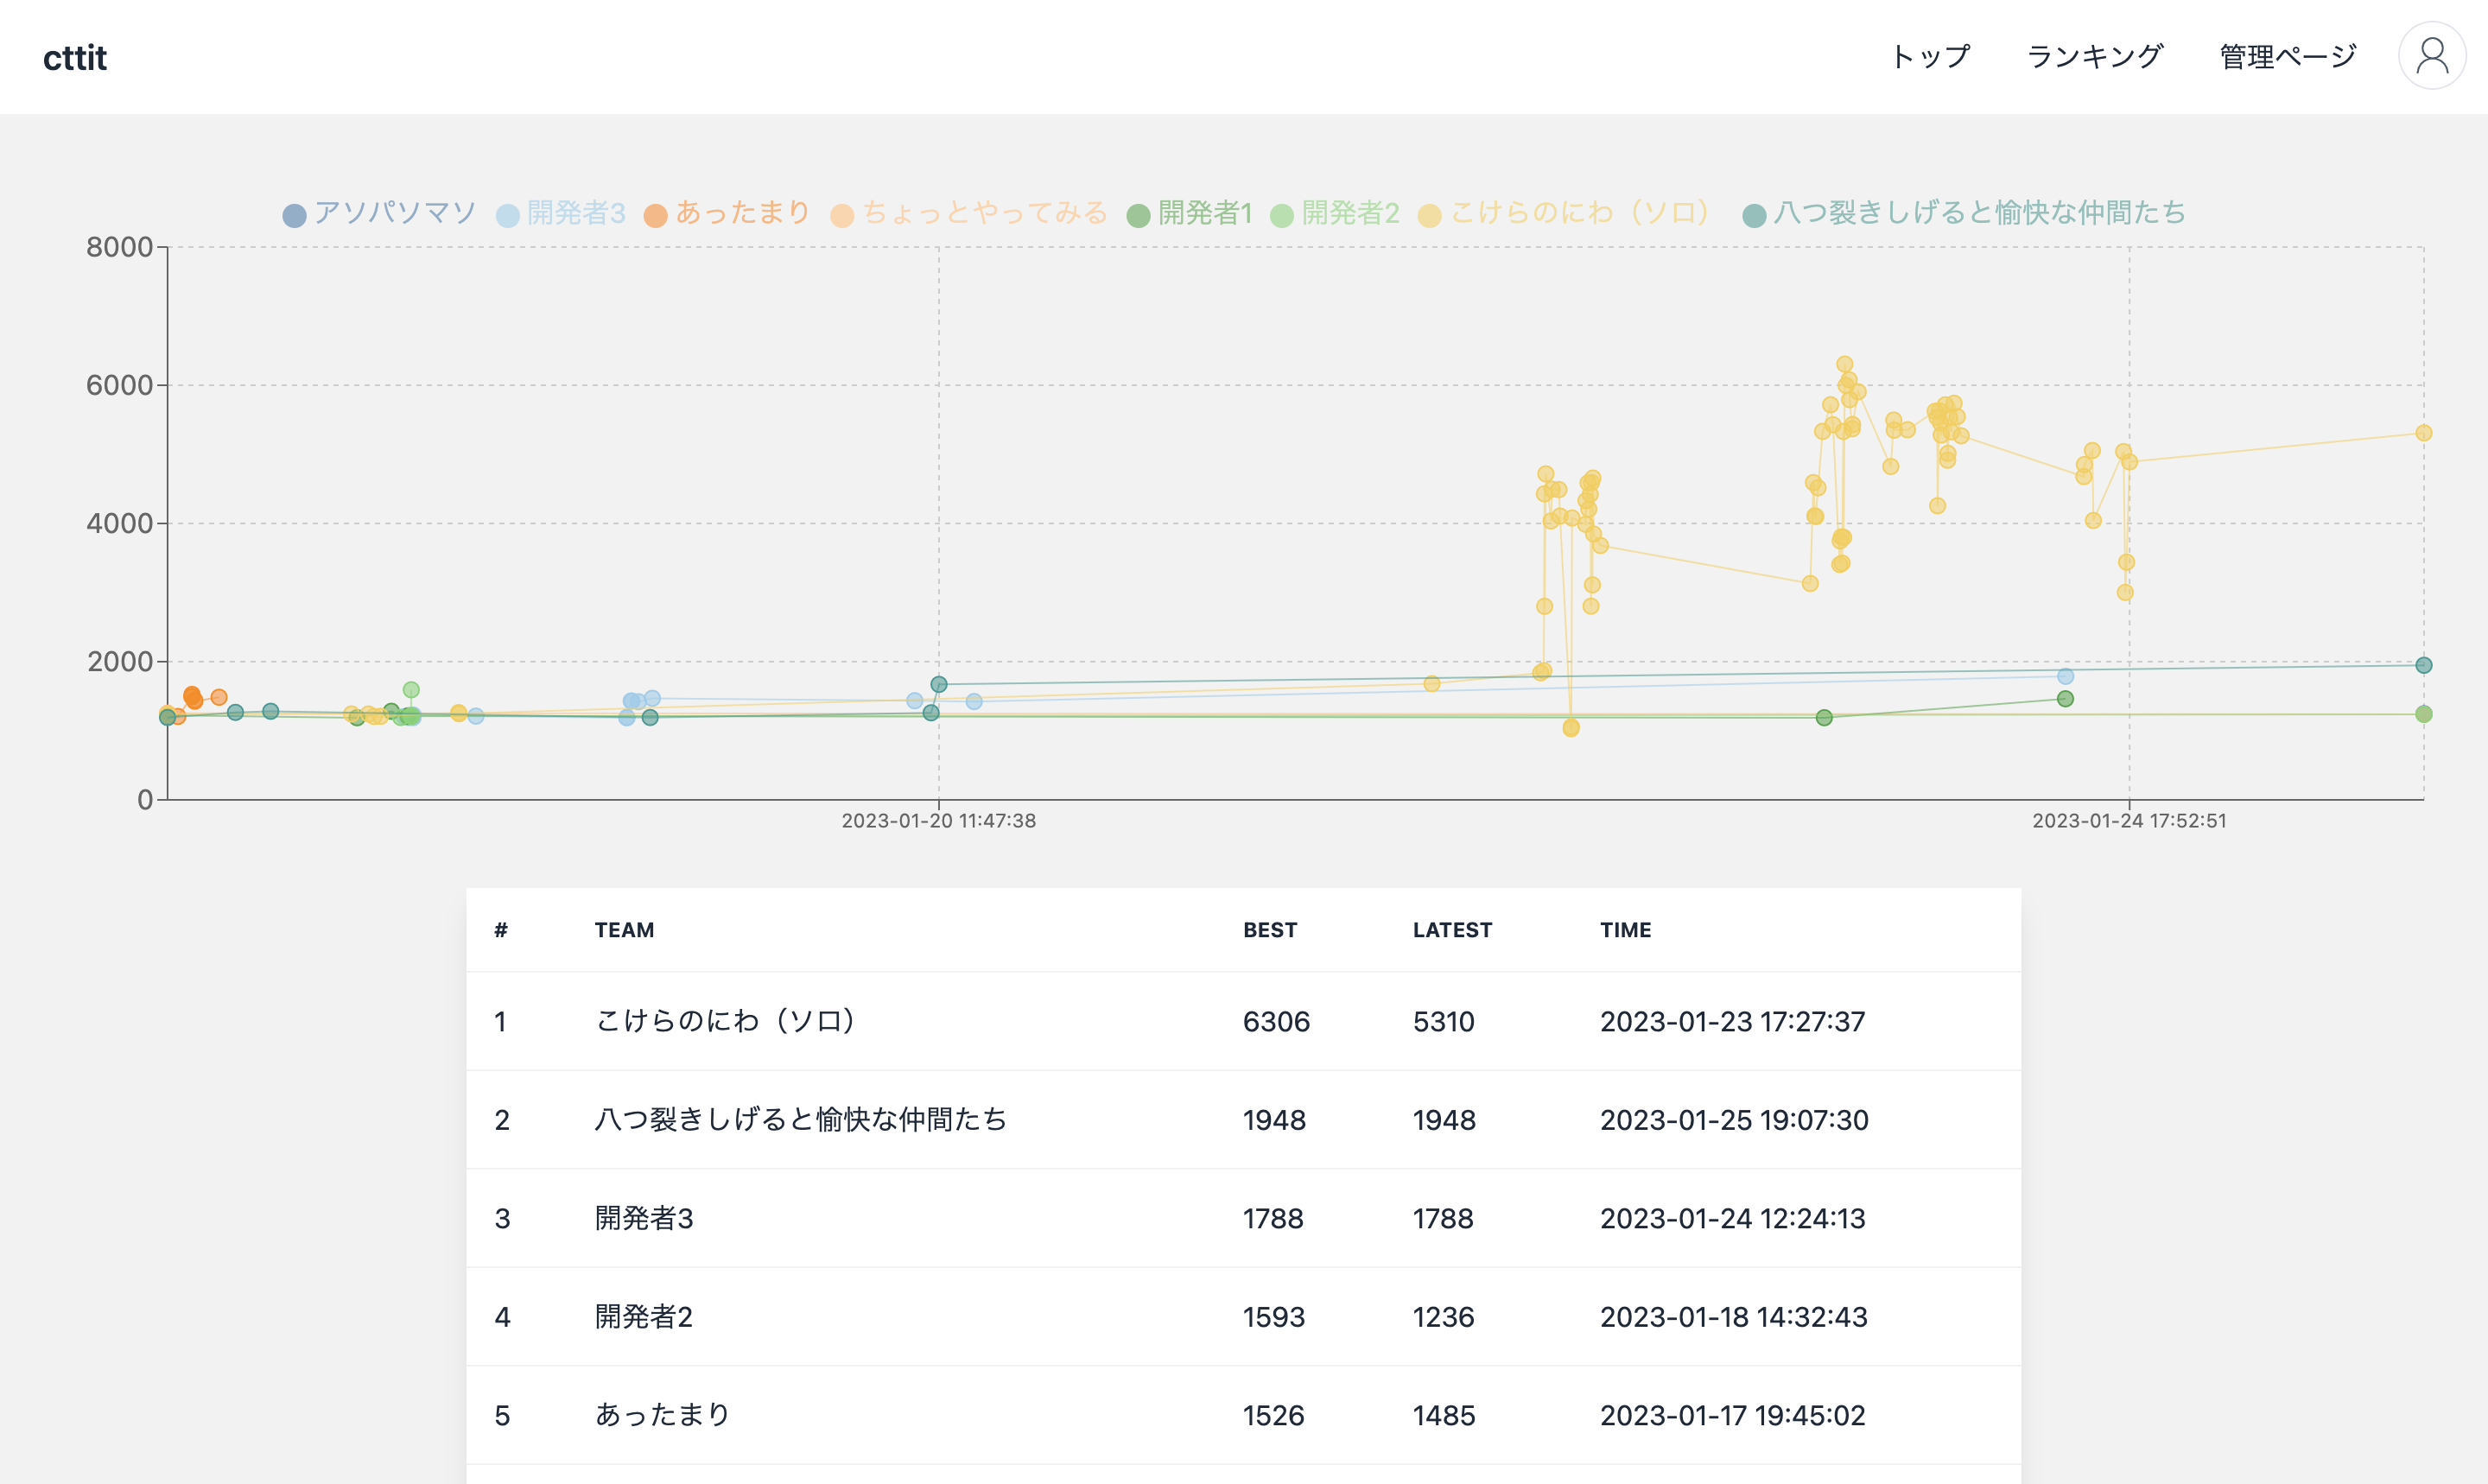 cttit トップ ランキング 管理ページ
アソパソマソ 開発者3 あったまり ちょっとやってみる 開発者1 開発者2 こけらのにわ（ソロ） 八つ裂きしげると愉快な仲間たち
8000
6000
4000
2000
0
2023-01-20 11:47:38 2023-01-24 17:52:51
# TEAM BEST LATEST TIME
1 こけらのにわ（ソロ） 6306 5310 2023-01-23 17:27:37
2 八つ裂きしげると愉快な仲間たち 1948 1948 2023-01-25 19:07:30
3 開発者3 1788 1788 2023-01-24 12:24:13
4 開発者2 1593 1236 2023-01-18 14:32:43
5 あったまり 1526 1485 2023-01-17 19:45:02